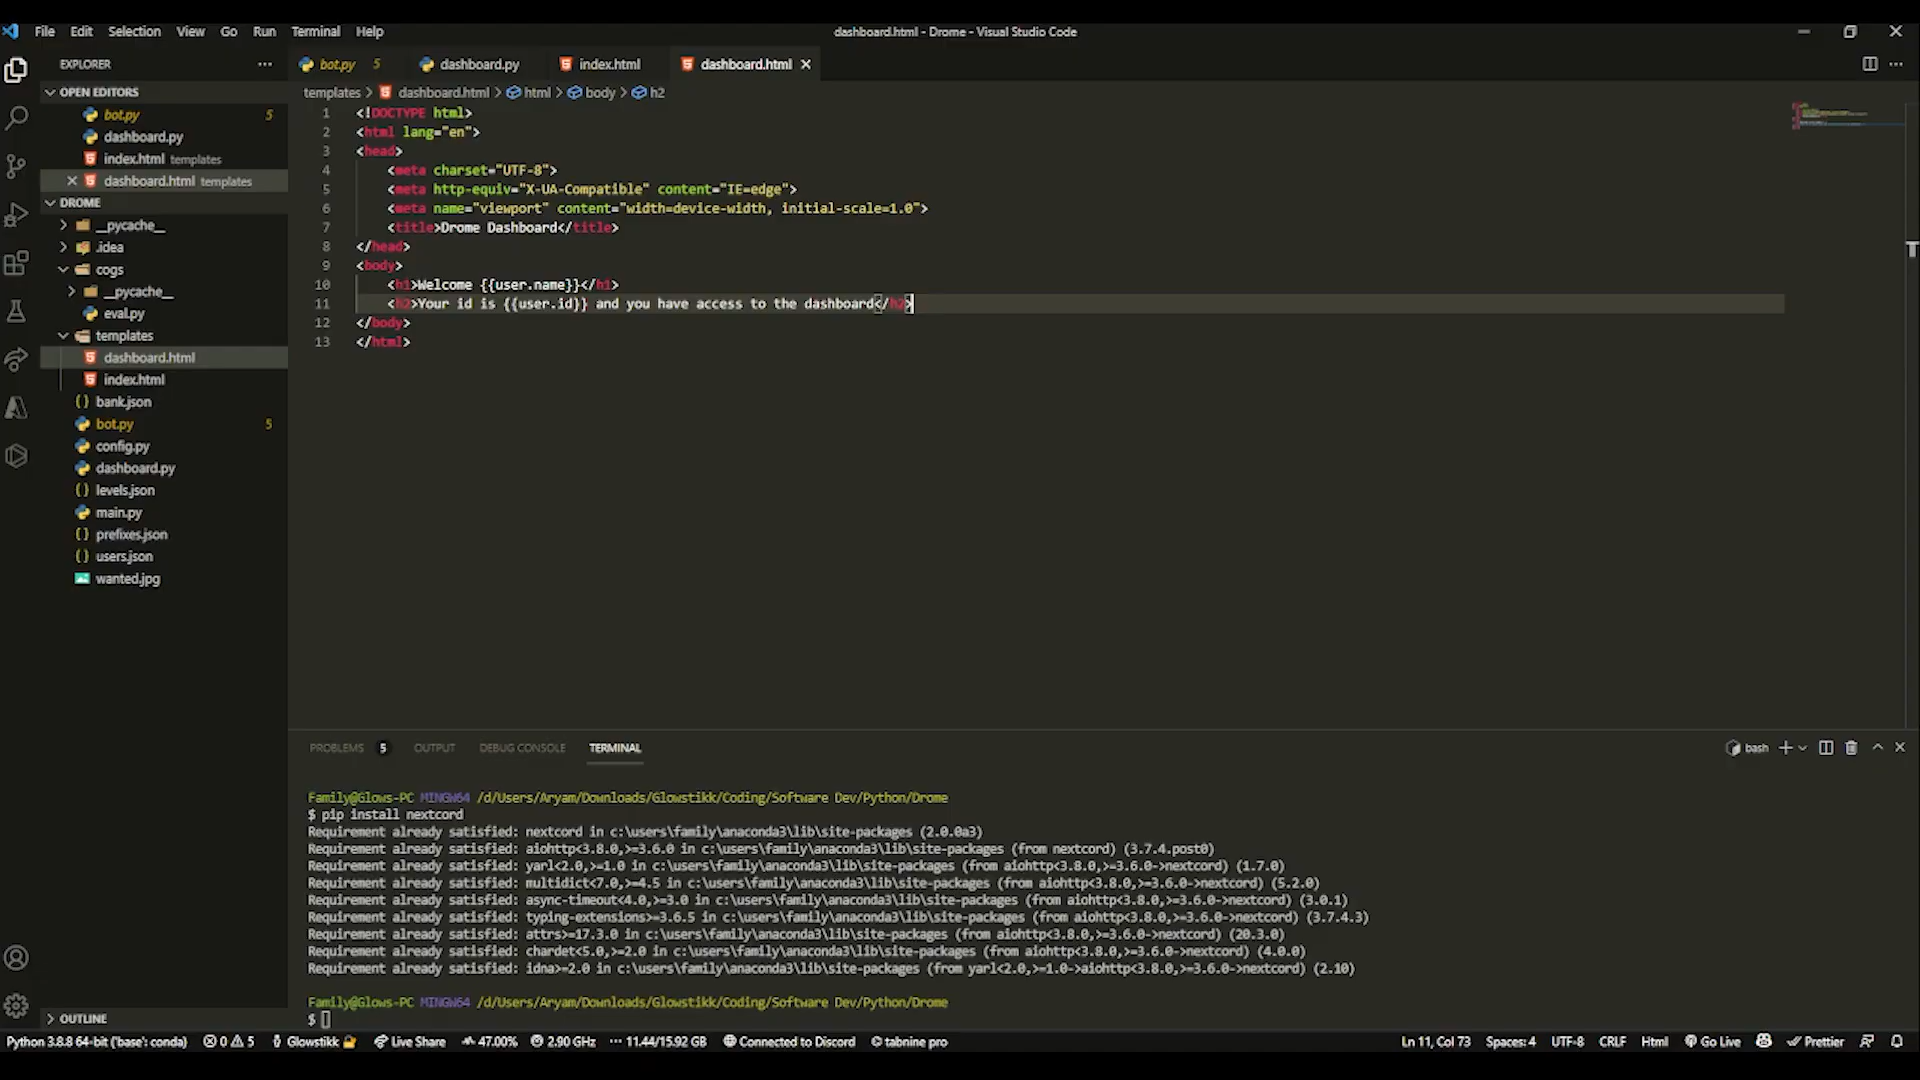 File Edit Selection View Go Run Terminal Help
dashboard.html - Drome - Visual Studio Code
EXPLORER
OPEN EDITORS
bot.py 5
dashboard.py
index.html templates
dashboard.html templates
DROME
__pycache__
.idea
cogs
__pycache__
eval.py
templates
dashboard.html
index.html
bank.json
bot.py 5
config.py
dashboard.py
levels.json
main.py
prefixes.json
users.json
wanted.jpg
OUTLINE
bot.py 5 dashboard.py index.html dashboard.html
templates > dashboard.html > html > body > h2
1 <!DOCTYPE html>
2 <html lang="en">
3 <head>
4 <meta charset="UTF-8">
5 <meta http-equiv="X-UA-Compatible" content="IE=edge">
6 <meta name="viewport" content="width=device-width, initial-scale=1.0">
7 <title>Drome Dashboard</title>
8 </head>
9 <body>
10 <h1>Welcome {{user.name}}</h1>
11 <h2>Your id is {{user.id}} and you have access to the dashboard</h2>
12 </body>
13 </html>
PROBLEMS 5 OUTPUT DEBUG CONSOLE TERMINAL
bash
Family@Glows-PC MINGW64 /d/Users/Aryam/Downloads/Glowstikk/Coding/Software Dev/Python/Drome
$ pip install nextcord
Requirement already satisfied: nextcord in c:\users\family\anaconda3\lib\site-packages (2.0.0a3)
Requirement already satisfied: aiohttp<3.8.0,>=3.6.0 in c:\users\family\anaconda3\lib\site-packages (from nextcord) (3.7.4.post0)
Requirement already satisfied: yarl<2.0,>=1.0 in c:\users\family\anaconda3\lib\site-packages (from aiohttp<3.8.0,>=3.6.0->nextcord) (1.7.0)
Requirement already satisfied: multidict<7.0,>=4.5 in c:\users\family\anaconda3\lib\site-packages (from aiohttp<3.8.0,>=3.6.0->nextcord) (5.2.0)
Requirement already satisfied: async-timeout<4.0,>=3.0 in c:\users\family\anaconda3\lib\site-packages (from aiohttp<3.8.0,>=3.6.0->nextcord) (3.0.1)
Requirement already satisfied: typing-extensions>=3.6.5 in c:\users\family\anaconda3\lib\site-packages (from aiohttp<3.8.0,>=3.6.0->nextcord) (3.7.4.3)
Requirement already satisfied: attrs>=17.3.0 in c:\users\family\anaconda3\lib\site-packages (from aiohttp<3.8.0,>=3.6.0->nextcord) (20.3.0)
Requirement already satisfied: chardet<5.0,>=2.0 in c:\users\family\anaconda3\lib\site-packages (from aiohttp<3.8.0,>=3.6.0->nextcord) (4.0.0)
Requirement already satisfied: idna>=2.0 in c:\users\family\anaconda3\lib\site-packages (from yarl<2.0,>=1.0->aiohttp<3.8.0,>=3.6.0->nextcord) (2.10)
Family@Glows-PC MINGW64 /d/Users/Aryam/Downloads/Glowstikk/Coding/Software Dev/Python/Drome
$
Python 3.8.8 64-bit ('base': conda) 0 5 Glowstikk Live Share 47.00% 2.90 GHz 11.44/15.92 GB Connected to Discord tabnine pro Ln 11, Col 73 Spaces: 4 UTF-8 CRLF Html Go Live Prettier